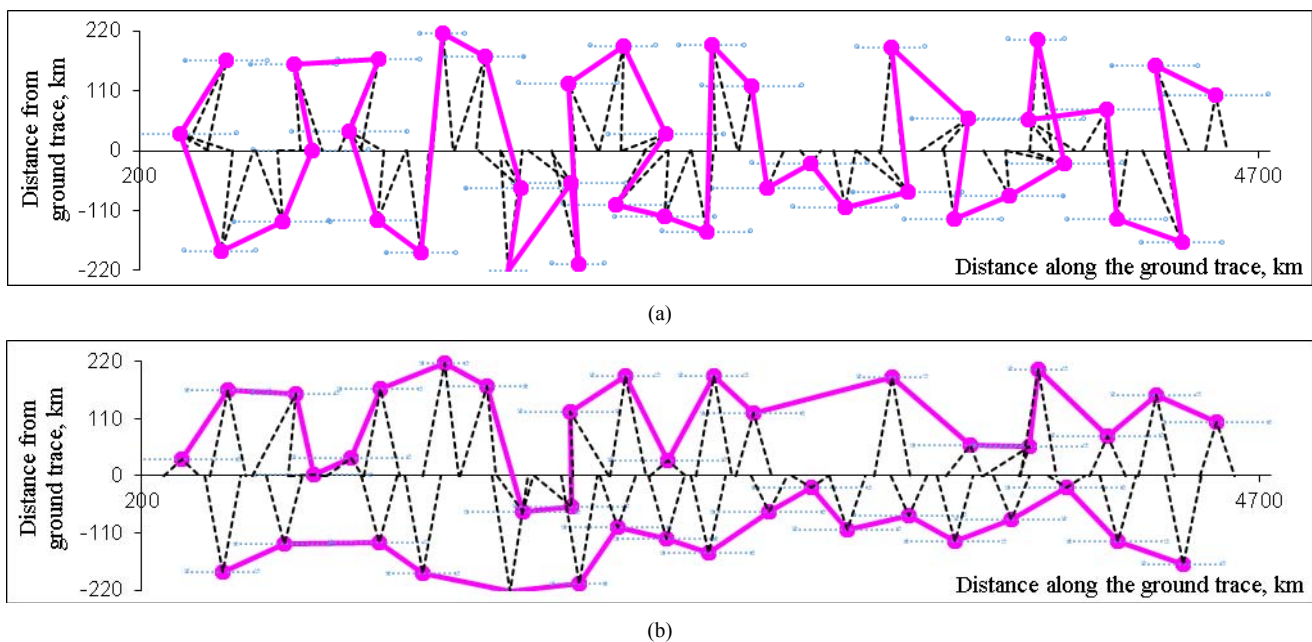 220
110
0
-110
-220
Distance from
ground trace, km
200
4700
Distance along the ground trace, km
(a)
220
110
0
-110
-220
Distance from
ground trace, km
200
4700
Distance along the ground trace, km
(b)